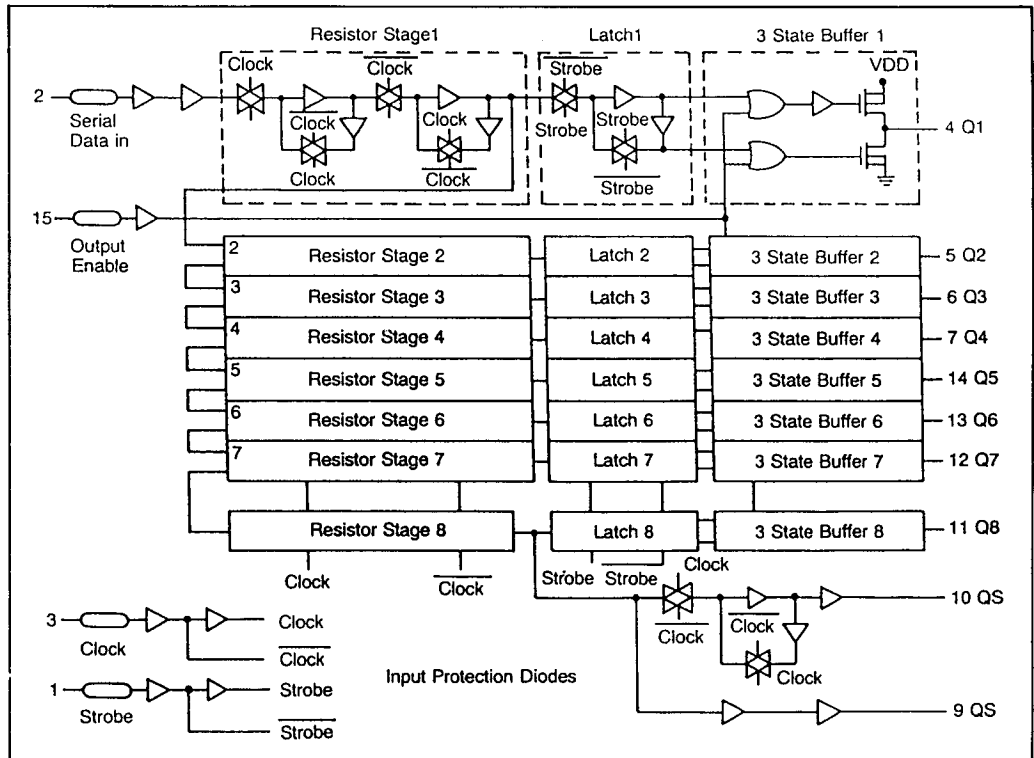 Resistor Stage1 Latch1 3 State Buffer 1
Clock Clock Strobe VDD
2 Serial Data in
Clock Clock Strobe Strobe
Clock Clock Strobe
4 Q1
15 Output Enable
2 Resistor Stage 2 Latch 2 3 State Buffer 2 5 Q2
3 Resistor Stage 3 Latch 3 3 State Buffer 3 6 Q3
4 Resistor Stage 4 Latch 4 3 State Buffer 4 7 Q4
5 Resistor Stage 5 Latch 5 3 State Buffer 5 14 Q5
6 Resistor Stage 6 Latch 6 3 State Buffer 6 13 Q6
7 Resistor Stage 7 Latch 7 3 State Buffer 7 12 Q7
Resistor Stage 8 Latch 8 3 State Buffer 8 11 Q8
Clock Clock Strobe Strobe Clock
10 QS
Clock Clock
Clock
3 Clock Clock
Clock
1 Strobe Strobe
Strobe
Input Protection Diodes
9 QS